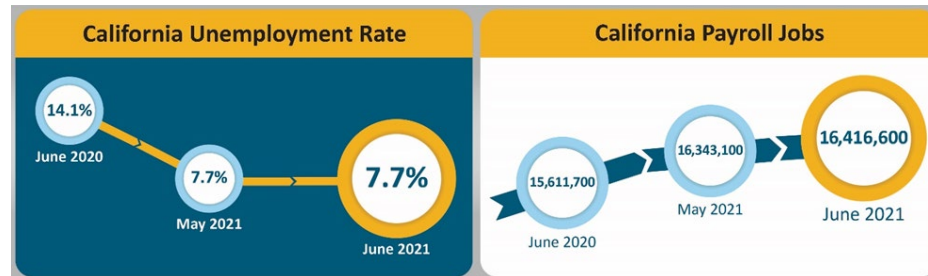 California Unemployment Rate
14.1%
June 2020
7.7%
May 2021
7.7%
June 2021
California Payroll Jobs
15,611,700
June 2020
16,343,100
May 2021
16,416,600
June 2021